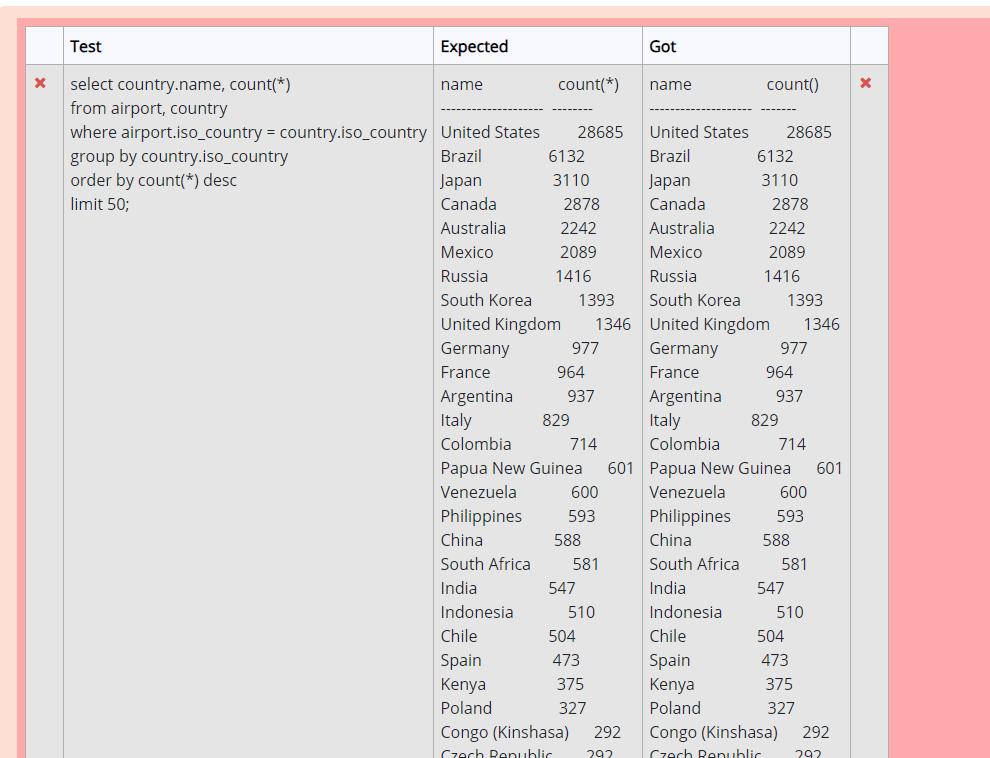 Test Expected Got
✖ select country.name, count(*) name count(*) name count() ✖
from airport, country -------------------- -------- -------------------- -------
where airport.iso_country = country.iso_country United States 28685 United States 28685
group by country.iso_country Brazil 6132 Brazil 6132
order by count(*) desc Japan 3110 Japan 3110
limit 50; Canada 2878 Canada 2878
Australia 2242 Australia 2242
Mexico 2089 Mexico 2089
Russia 1416 Russia 1416
South Korea 1393 South Korea 1393
United Kingdom 1346 United Kingdom 1346
Germany 977 Germany 977
France 964 France 964
Argentina 937 Argentina 937
Italy 829 Italy 829
Colombia 714 Colombia 714
Papua New Guinea 601 Papua New Guinea 601
Venezuela 600 Venezuela 600
Philippines 593 Philippines 593
China 588 China 588
South Africa 581 South Africa 581
India 547 India 547
Indonesia 510 Indonesia 510
Chile 504 Chile 504
Spain 473 Spain 473
Kenya 375 Kenya 375
Poland 327 Poland 327
Congo (Kinshasa) 292 Congo (Kinshasa) 292
Czech Republic 292 Czech Republic 292